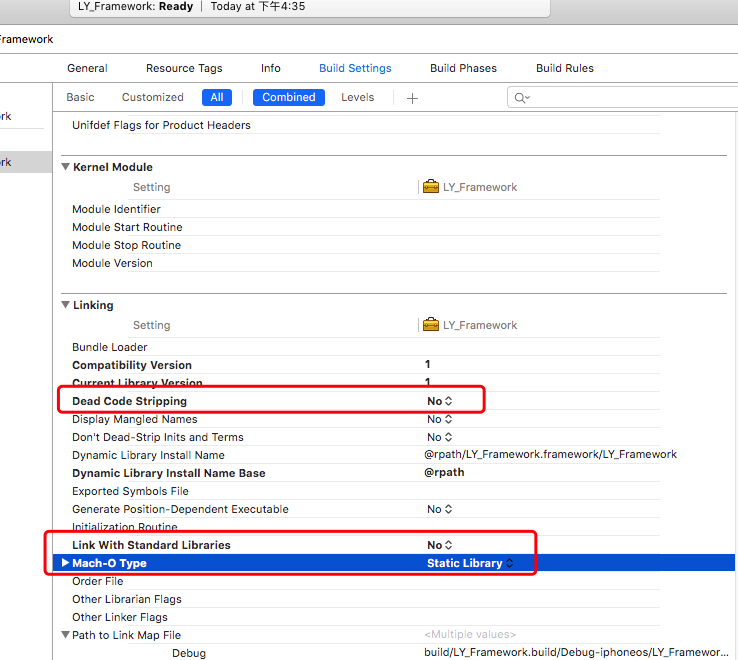 LY_Framework: Ready | Today at 下午4:35
Framework
General Resource Tags Info Build Settings Build Phases Build Rules
Basic Customized All Combined Levels +
rk
Unifdef Flags for Product Headers
rk
Kernel Module
Setting LY_Framework
Module Identifier
Module Start Routine
Module Stop Routine
Module Version
Linking
Setting LY_Framework
Bundle Loader
Compatibility Version 1
Current Library Version 1
Dead Code Stripping No
Display Mangled Names No
Don't Dead-Strip Inits and Terms No
Dynamic Library Install Name @rpath/LY_Framework.framework/LY_Framework
Dynamic Library Install Name Base @rpath
Exported Symbols File
Generate Position-Dependent Executable No
Initialization Routine
Link With Standard Libraries No
Mach-O Type Static Library
Order File
Other Librarian Flags
Other Linker Flags
Path to Link Map File <Multiple values>
Debug build/LY_Framework.build/Debug-iphoneos/LY_Framewor...